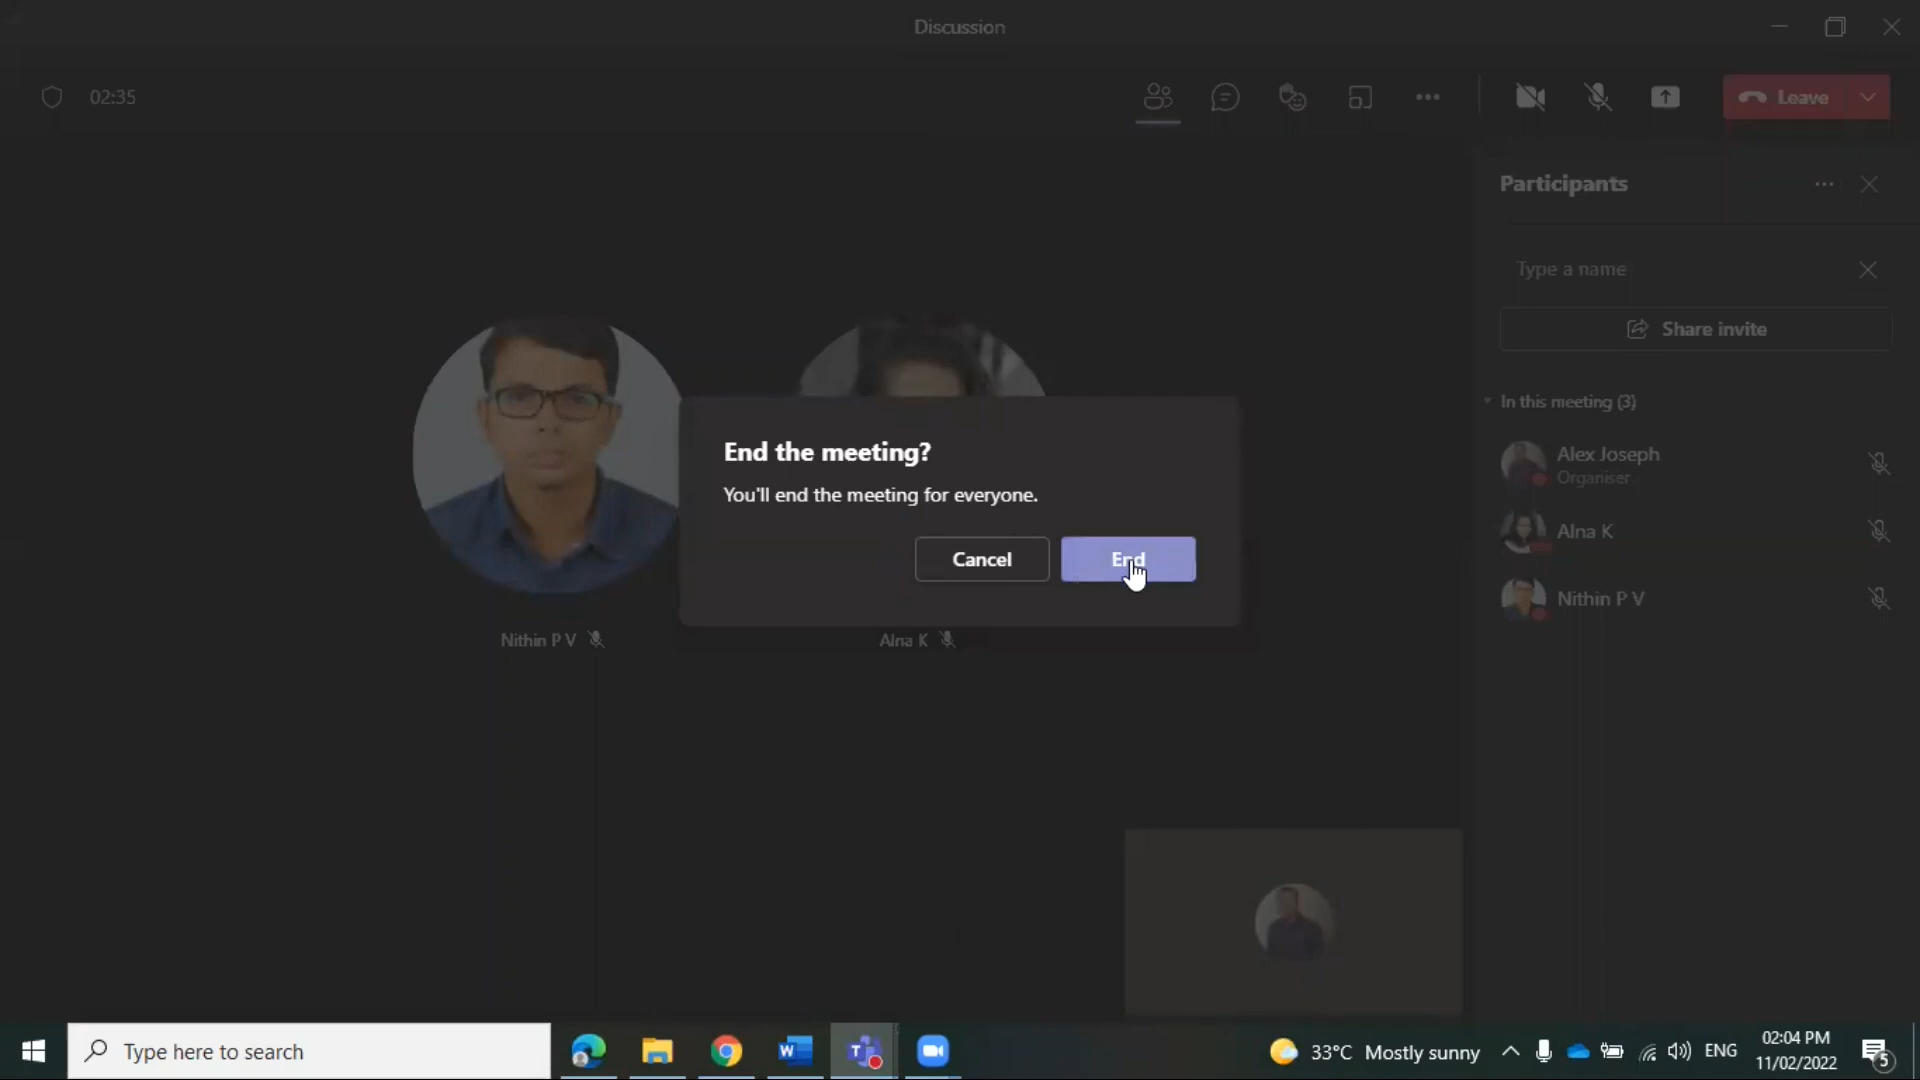 Discussion
02:35
Leave
Participants
Type a name
Share invite
In this meeting (3)
Alex Joseph
Organiser
Alna K
Nithin P V
End the meeting?
You'll end the meeting for everyone.
Cancel
End
Nithin P V
Alna K
Type here to search
33°C Mostly sunny
ENG
02:04 PM
11/02/2022
5